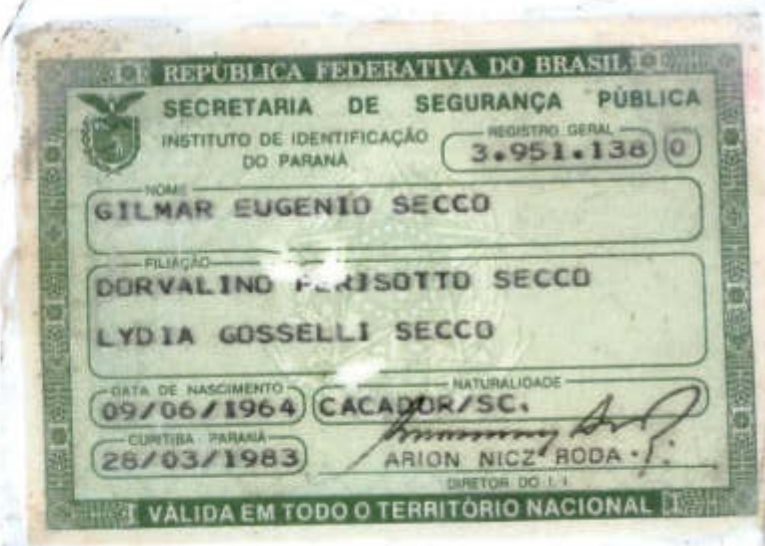 REPÚBLICA FEDERATIVA DO BRASIL
SECRETARIA DE SEGURANÇA PÚBLICA
INSTITUTO DE IDENTIFICAÇÃO
DO PARANÁ
REGISTRO GERAL
3.951.138 0
NOME
GILMAR EUGENIO SECCO
FILIAÇÃO
DORVALINO SECCO
LYDIA GOSSELLI SECCO
DATA DE NASCIMENTO
09/06/1964
NATURALIDADE
CACADOR/SC.
CURITIBA PARANÁ
28/03/1983
ARION NICZ RODA
DIRETOR DO I.I.
VÁLIDA EM TODO O TERRITÓRIO NACIONAL